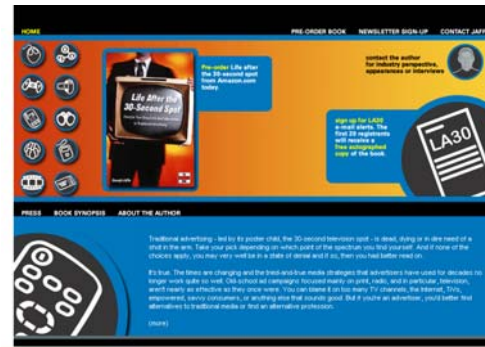 HOME
PRE-ORDER BOOK NEWSLETTER SIGN-UP CONTACT JAFF
Pre-order Life after
the 30-second spot
from Amazon.com
today.
contact the author
for industry perspective,
appearances or interviews
Life After the
30-Second Spot
Joseph Jaffe
sign up for LA30
e-mail alerts. The
first 20 registrants
will receive a
free autographed
copy of the book.
LA30
PRESS BOOK SYNOPSIS ABOUT THE AUTHOR
Traditional advertising - led by its poster child, the 30-second television spot - is dead, dying or in dire need of a
shot in the arm. Take your pick depending on which point of the spectrum you find yourself. And if none of the
choices apply, you may very well be in a state of denial and if so, then you had better read on.
It's true. The times are changing and the tried-and-true media strategies that advertisers have used for decades no
longer work quite so well. Old-school ad campaigns focused mainly on print, radio, and in particular, television,
aren't nearly as effective as they once were. You can blame it on too many TV channels, the Internet, TiVo,
empowered, savvy consumers, or anything else that sounds good. But if you're an advertiser, you'd better find
alternatives to traditional media or find an alternative profession.
(more)